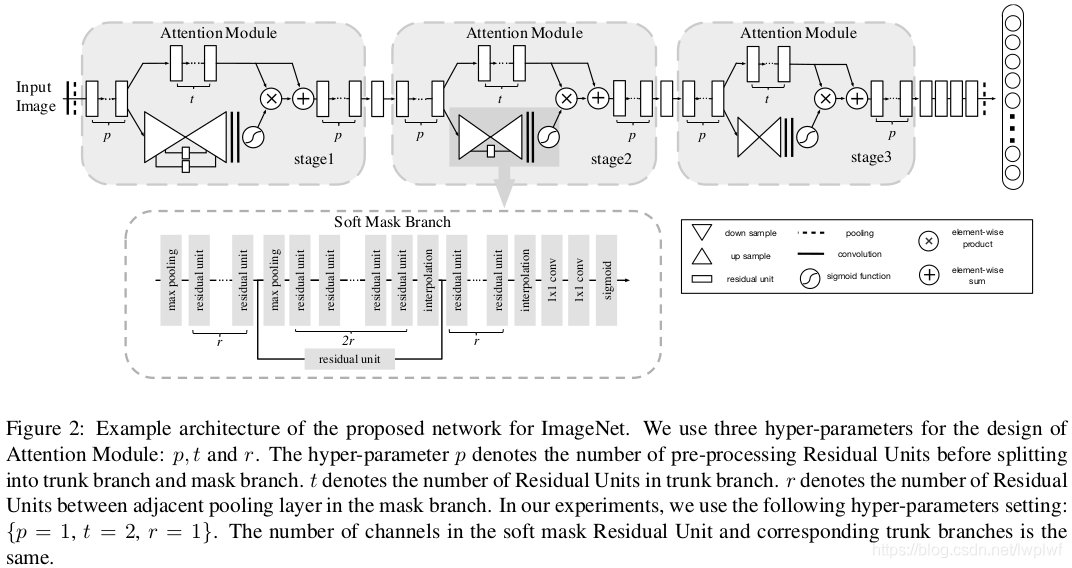 Attention Module
Attention Module
Attention Module
Input
Image
t
t
t
p
p
p
p
p
p
stage1
stage2
stage3
Soft Mask Branch
max pooling
residual unit
residual unit
max pooling
residual unit
residual unit
residual unit
residual unit
interpolation
residual unit
residual unit
interpolation
1x1 conv
1x1 conv
sigmoid
r
2r
r
residual unit
down sample
pooling
element-wise
product
up sample
convolution
residual unit
sigmoid function
element-wise
sum
Figure 2: Example architecture of the proposed network for ImageNet. We use three hyper-parameters for the design of
Attention Module: p, t and r. The hyper-parameter p denotes the number of pre-processing Residual Units before splitting
into trunk branch and mask branch. t denotes the number of Residual Units in trunk branch. r denotes the number of Residual
Units between adjacent pooling layer in the mask branch. In our experiments, we use the following hyper-parameters setting:
{p = 1, t = 2, r = 1}. The number of channels in the soft mask Residual Unit and corresponding trunk branches is the
same.
https://blog.csdn.net/lwplwf